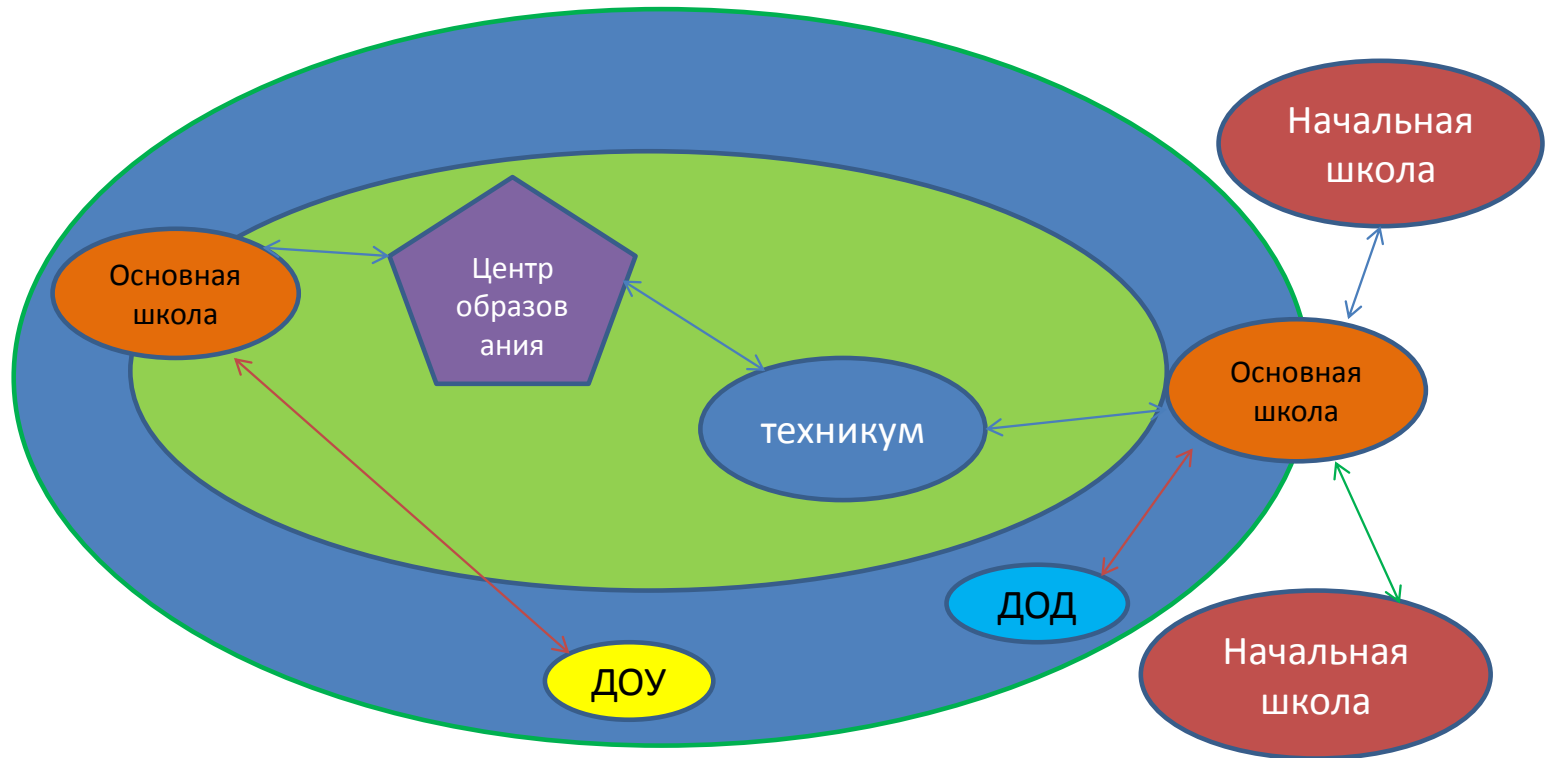 Начальная
школа
Основная
школа
Центр
образов
ания
Основная
школа
техникум
ДОД
ДОУ
Начальная
школа